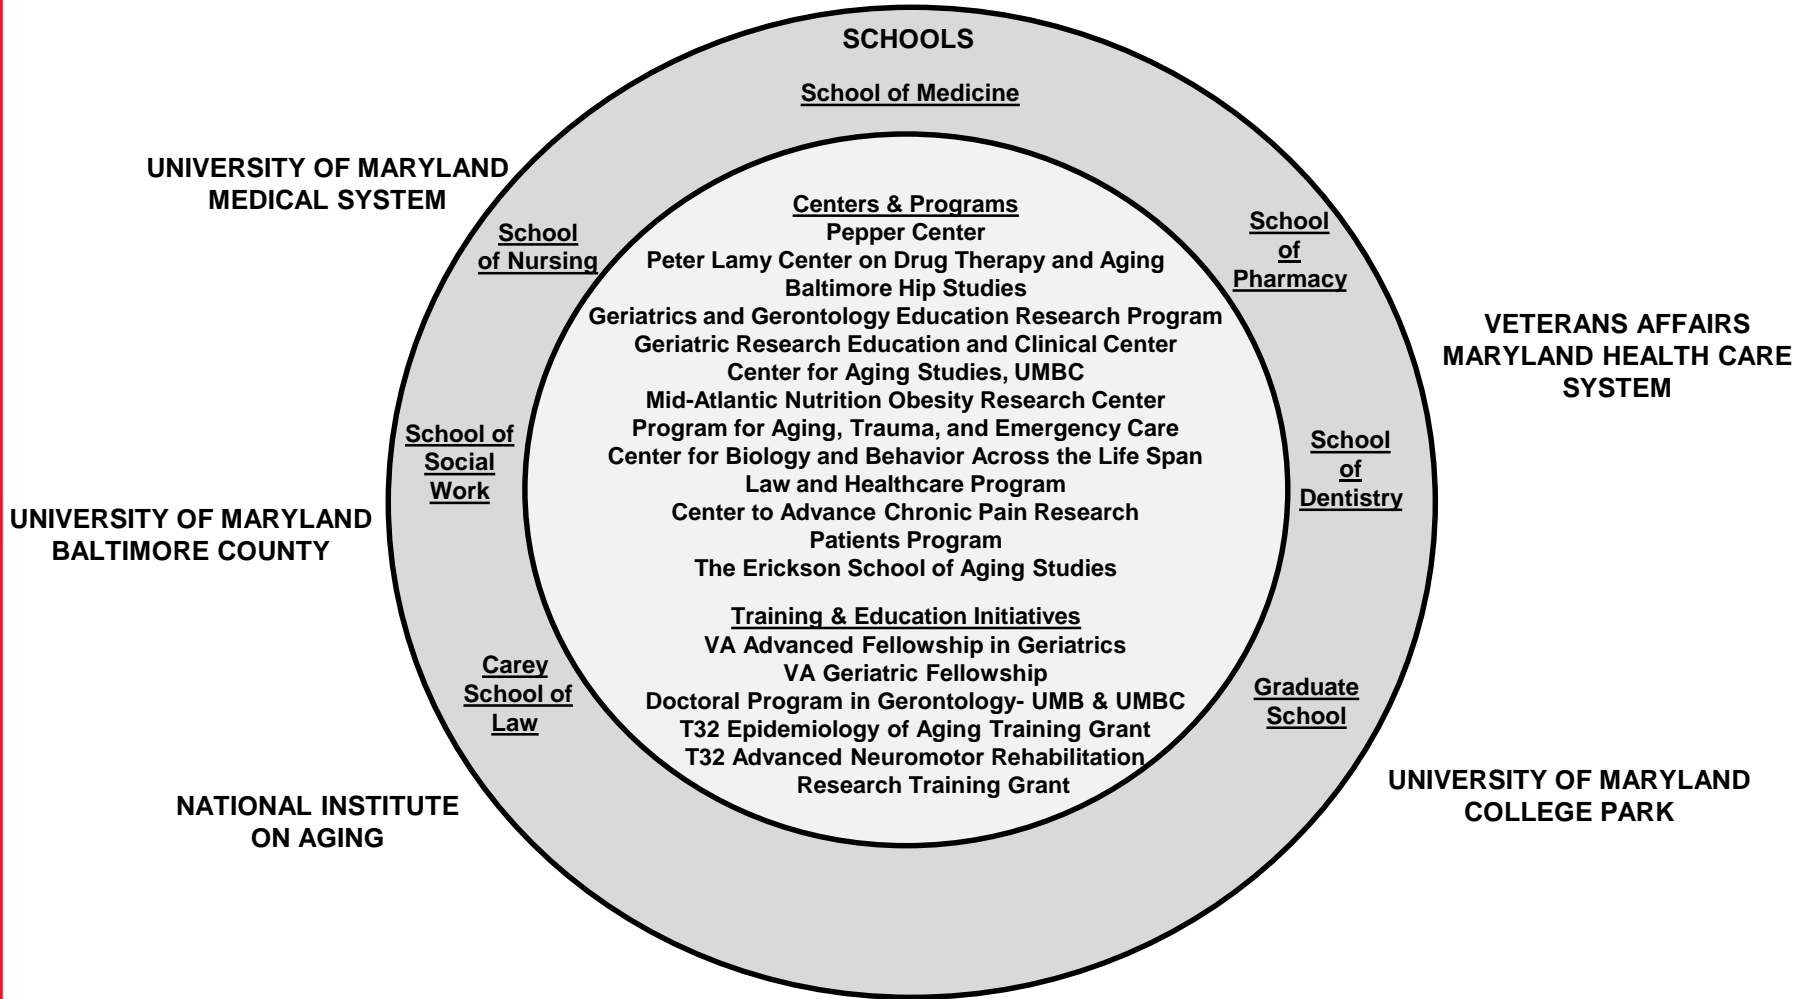 SCHOOLS
School of Medicine
UNIVERSITY OF MARYLAND
MEDICAL SYSTEM
School
of Nursing
School of
Social
Work
UNIVERSITY OF MARYLAND
BALTIMORE COUNTY
Carey
School of
Law
NATIONAL INSTITUTE
ON AGING
Centers & Programs
Pepper Center
Peter Lamy Center on Drug Therapy and Aging
Baltimore Hip Studies
Geriatrics and Gerontology Education Research Program
Geriatric Research Education and Clinical Center
Center for Aging Studies, UMBC
Mid-Atlantic Nutrition Obesity Research Center
Program for Aging, Trauma, and Emergency Care
Center for Biology and Behavior Across the Life Span
Law and Healthcare Program
Center to Advance Chronic Pain Research
Patients Program
The Erickson School of Aging Studies
Training & Education Initiatives
VA Advanced Fellowship in Geriatrics
VA Geriatric Fellowship
Doctoral Program in Gerontology- UMB & UMBC
T32 Epidemiology of Aging Training Grant
T32 Advanced Neuromotor Rehabilitation
Research Training Grant
School
of
Pharmacy
VETERANS AFFAIRS
MARYLAND HEALTH CARE
SYSTEM
School
of
Dentistry
Graduate
School
UNIVERSITY OF MARYLAND
COLLEGE PARK